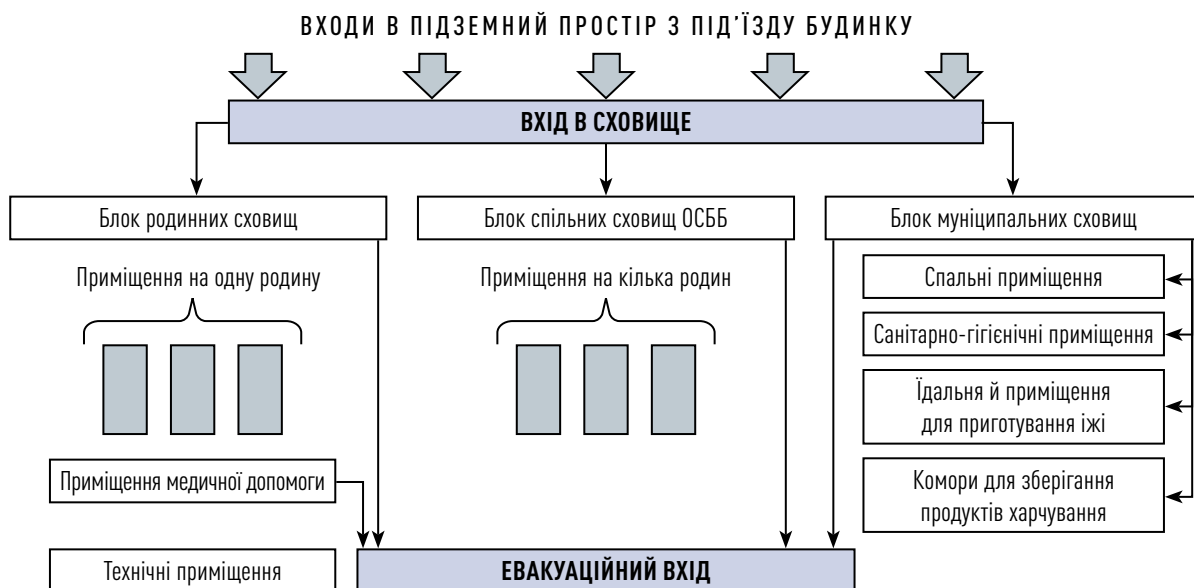 ВХОДИ В ПІДЗЕМНИЙ ПРОСТІР З ПІД'ЇЗДУ БУДИНКУ
ВХІД В СХОВИЩЕ
Блок родинних сховищ
Блок спільних сховищ ОСББ
Блок муніципальних сховищ
Приміщення на одну родину
Приміщення на кілька родин
Спальні приміщення
Санітарно-гігієнічні приміщення
Їдальня й приміщення
для приготування їжі
Приміщення медичної допомоги
Комори для зберігання
продуктів харчування
Технічні приміщення
ЕВАКУАЦІЙНИЙ ВХІД